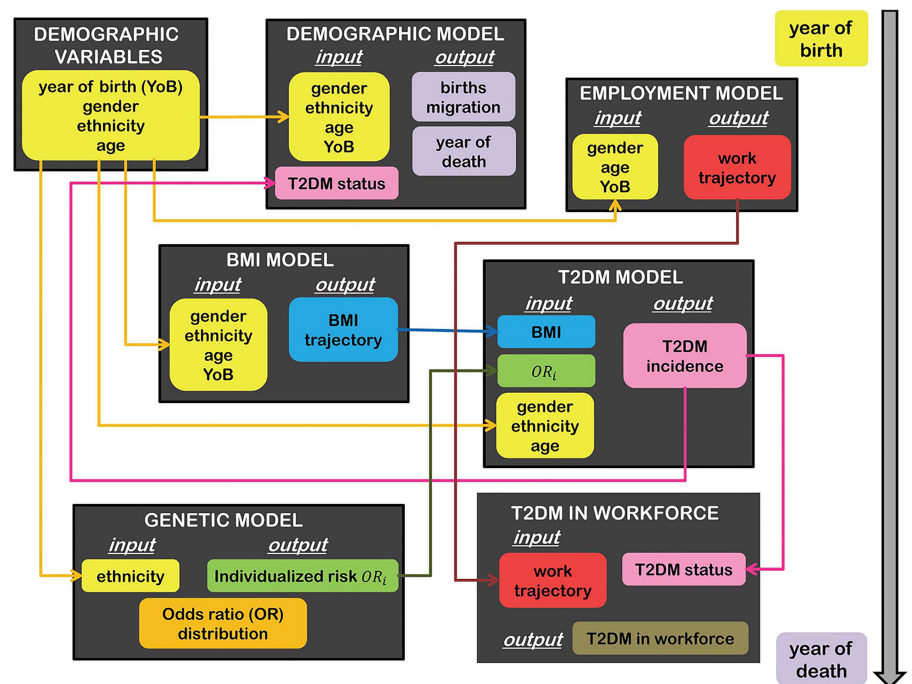 DEMOGRAPHIC
VARIABLES
year of birth (YoB)
gender
ethnicity
age
DEMOGRAPHIC MODEL
input
output
gender
ethnicity
age
YoB
births
migration
year of
death
T2DM status
EMPLOYMENT MODEL
input
output
gender
age
YoB
work
trajectory
year of
birth
BMI MODEL
input
output
gender
ethnicity
age
YoB
BMI
trajectory
T2DM MODEL
input
output
BMI
ORᵢ
gender
ethnicity
age
T2DM
incidence
GENETIC MODEL
input
output
ethnicity
Individualized risk ORᵢ
Odds ratio (OR)
distribution
T2DM IN WORKFORCE
input
work
trajectory
T2DM status
output
T2DM in workforce
year of
death